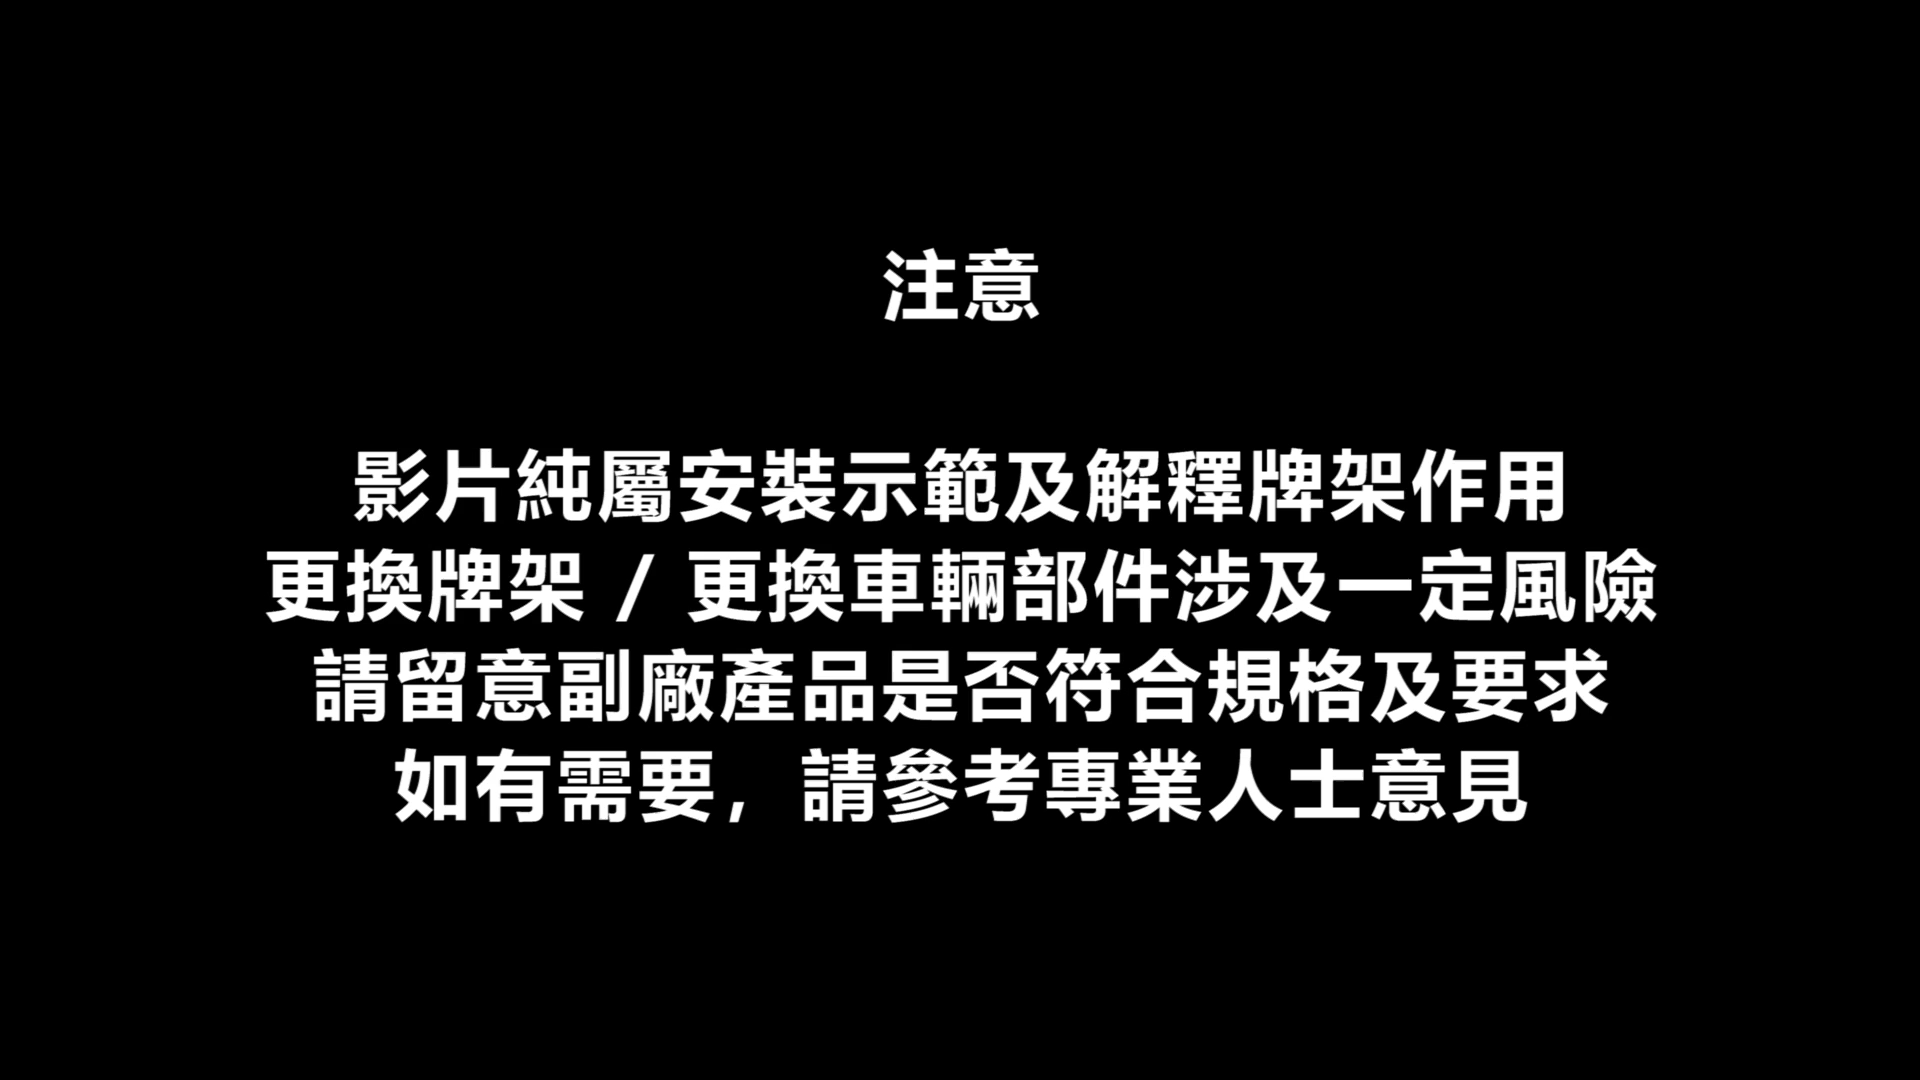 注意
影片純屬安裝示範及解釋牌架作用
更換牌架 / 更換車輛部件涉及一定風險
請留意副廠產品是否符合規格及要求
如有需要，請參考專業人士意見